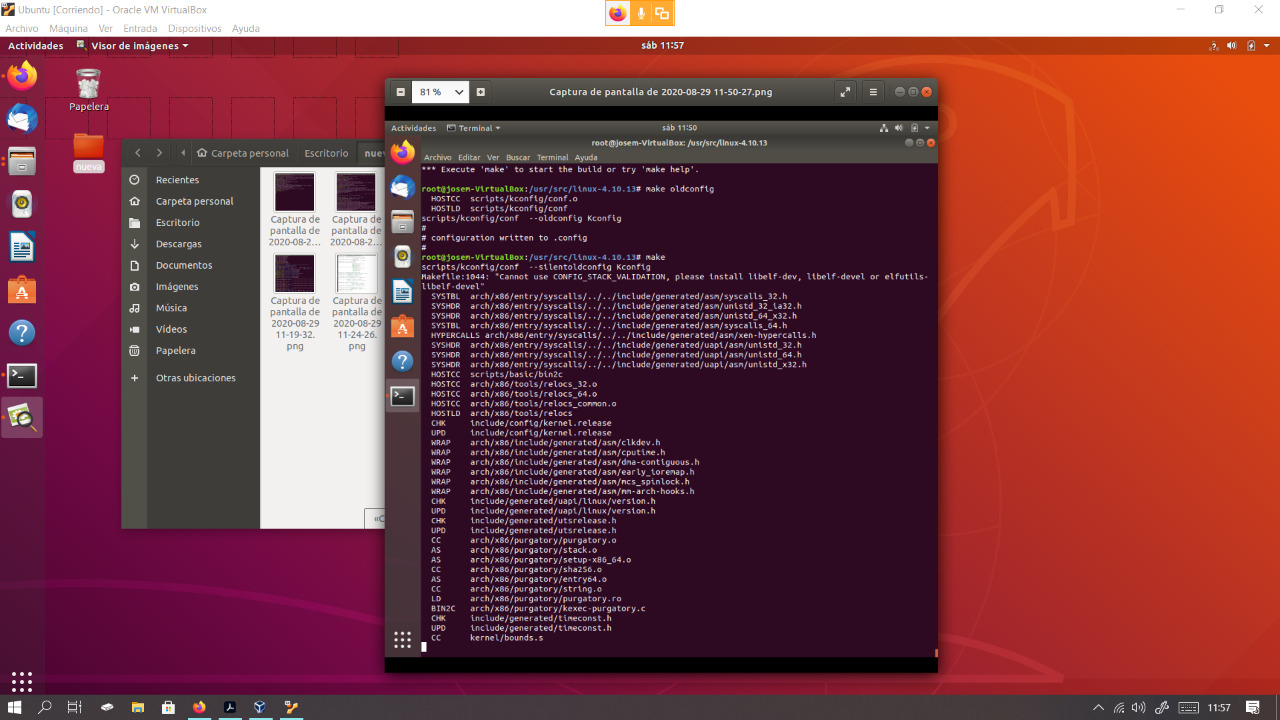 Ubuntu [Corriendo] - Oracle VM VirtualBox
Archivo Máquina Ver Entrada Dispositivos Ayuda
Actividades Visor de imágenes sáb 11:57
Papelera
nueva
Carpeta personal Escritorio nuev
Recientes
Carpeta personal
Escritorio
Descargas
Documentos
Imágenes
Música
Vídeos
Papelera
Otras ubicaciones
Captura de pantalla de 2020-08-2...
Captura de pantalla de 2020-08-2...
Captura de pantalla de 2020-08-29 11-19-32.png
Captura de pantalla de 2020-08-29 11-24-26.png
«C
81 % Captura de pantalla de 2020-08-29 11-50-27.png
Actividades Terminal sáb 11:50
root@josem-VirtualBox: /usr/src/linux-4.10.13
Archivo Editar Ver Buscar Terminal Ayuda
*** Execute 'make' to start the build or try 'make help'.
root@josem-VirtualBox:/usr/src/linux-4.10.13# make oldconfig
HOSTCC scripts/kconfig/conf.o
HOSTLD scripts/kconfig/conf
scripts/kconfig/conf --oldconfig Kconfig
#
# configuration written to .config
#
root@josem-VirtualBox:/usr/src/linux-4.10.13# make
scripts/kconfig/conf --silentoldconfig Kconfig
Makefile:1044: "Cannot use CONFIG_STACK_VALIDATION, please install libelf-dev, libelf-devel or elfutils-
libelf-devel"
SYSTBL arch/x86/entry/syscalls/../../include/generated/asm/syscalls_32.h
SYSHDR arch/x86/entry/syscalls/../../include/generated/asm/unistd_32_ia32.h
SYSHDR arch/x86/entry/syscalls/../../include/generated/asm/unistd_64_x32.h
SYSTBL arch/x86/entry/syscalls/../../include/generated/asm/syscalls_64.h
HYPERCALLS arch/x86/entry/syscalls/../../include/generated/asm/xen-hypercalls.h
SYSHDR arch/x86/entry/syscalls/../../include/generated/uapi/asm/unistd_32.h
SYSHDR arch/x86/entry/syscalls/../../include/generated/uapi/asm/unistd_64.h
SYSHDR arch/x86/entry/syscalls/../../include/generated/uapi/asm/unistd_x32.h
HOSTCC scripts/basic/bin2c
HOSTCC arch/x86/tools/relocs_32.o
HOSTCC arch/x86/tools/relocs_64.o
HOSTCC arch/x86/tools/relocs_common.o
HOSTLD arch/x86/tools/relocs
CHK include/config/kernel.release
UPD include/config/kernel.release
WRAP arch/x86/include/generated/asm/clkdev.h
WRAP arch/x86/include/generated/asm/cputime.h
WRAP arch/x86/include/generated/asm/dma-contiguous.h
WRAP arch/x86/include/generated/asm/early_ioremap.h
WRAP arch/x86/include/generated/asm/mcs_spinlock.h
WRAP arch/x86/include/generated/asm/mm-arch-hooks.h
CHK include/generated/uapi/linux/version.h
UPD include/generated/uapi/linux/version.h
CHK include/generated/utsrelease.h
UPD include/generated/utsrelease.h
CC arch/x86/purgatory/purgatory.o
AS arch/x86/purgatory/stack.o
AS arch/x86/purgatory/setup-x86_64.o
CC arch/x86/purgatory/sha256.o
AS arch/x86/purgatory/entry64.o
CC arch/x86/purgatory/string.o
LD arch/x86/purgatory/purgatory.ro
BIN2C arch/x86/purgatory/kexec-purgatory.c
CHK include/generated/timeconst.h
UPD include/generated/timeconst.h
CC kernel/bounds.s
11:57